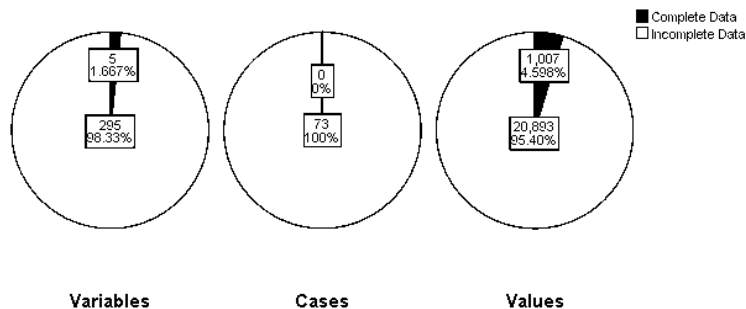 Complete Data
Incomplete Data
5
1.667%
295
98.33%
0
0%
73
100%
1,007
4.598%
20,893
95.40%
Variables
Cases
Values